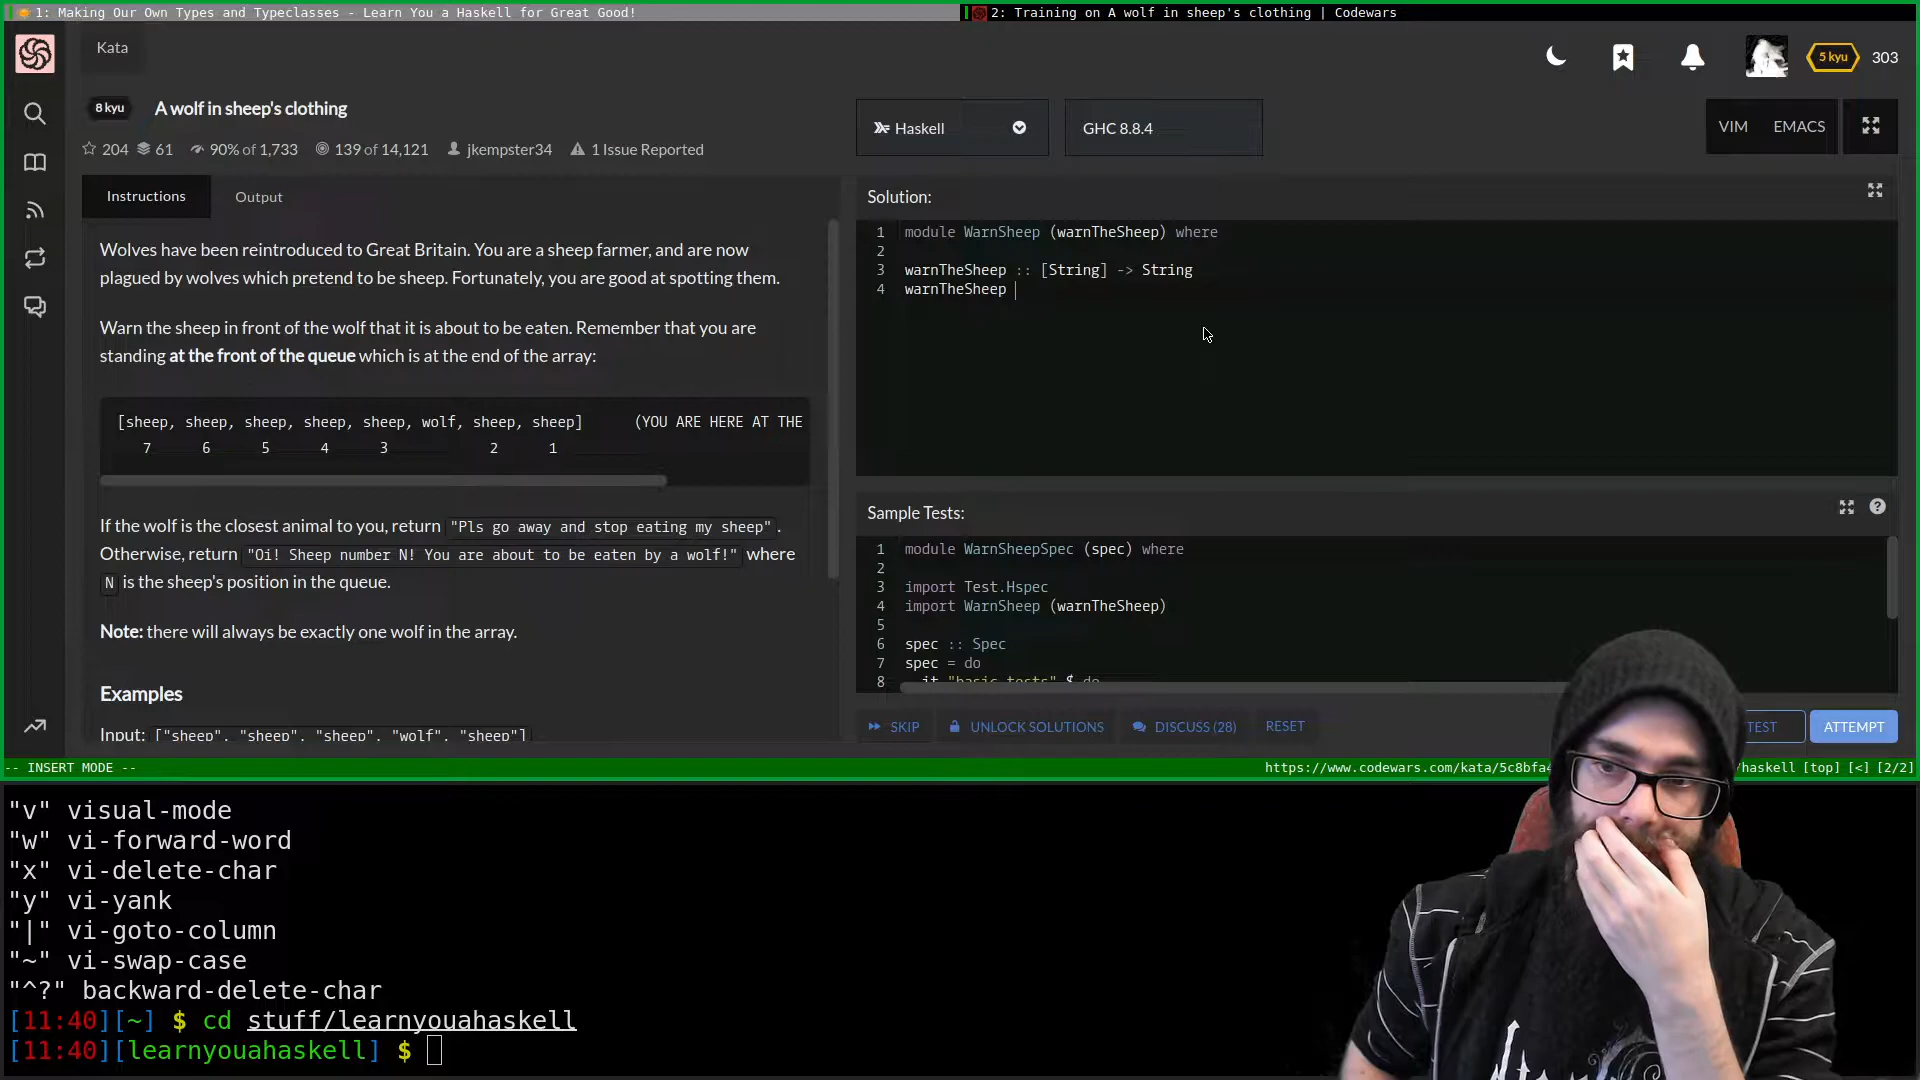 1: Making Our Own Types and Typeclasses - Learn You a Haskell for Great Good!
2: Training on A wolf in sheep's clothing | Codewars
Kata
5 kyu
303
8 kyu
A wolf in sheep's clothing
204
61
90% of 1,733
139 of 14,121
jkempster34
1 Issue Reported
Haskell
GHC 8.8.4
VIM
EMACS
Instructions
Output
Wolves have been reintroduced to Great Britain. You are a sheep farmer, and are now
plagued by wolves which pretend to be sheep. Fortunately, you are good at spotting them.
Warn the sheep in front of the wolf that it is about to be eaten. Remember that you are
standing at the front of the queue which is at the end of the array:
[sheep, sheep, sheep, sheep, sheep, wolf, sheep, sheep]      (YOU ARE HERE AT THE
7 6 5 4 3 2 1
If the wolf is the closest animal to you, return "Pls go away and stop eating my sheep".
Otherwise, return "Oi! Sheep number N! You are about to be eaten by a wolf!" where
N is the sheep's position in the queue.
Note: there will always be exactly one wolf in the array.
Examples
Input: ["sheep", "sheep", "sheep", "wolf", "sheep"]
Solution:
1 module WarnSheep (warnTheSheep) where
2
3 warnTheSheep :: [String] -> String
4 warnTheSheep
Sample Tests:
1 module WarnSheepSpec (spec) where
2
3 import Test.Hspec
4 import WarnSheep (warnTheSheep)
5
6 spec :: Spec
7 spec = do
8   it "basic tests" $ do
SKIP
UNLOCK SOLUTIONS
DISCUSS (28)
RESET
TEST
ATTEMPT
-- INSERT MODE --
https://www.codewars.com/kata/5c8bfa4
/haskell [top] [<] [2/2]
"v" visual-mode
"w" vi-forward-word
"x" vi-delete-char
"y" vi-yank
"|" vi-goto-column
"~" vi-swap-case
"^?" backward-delete-char
[11:40][~] $ cd stuff/learnyouahaskell
[11:40][learnyouahaskell] $